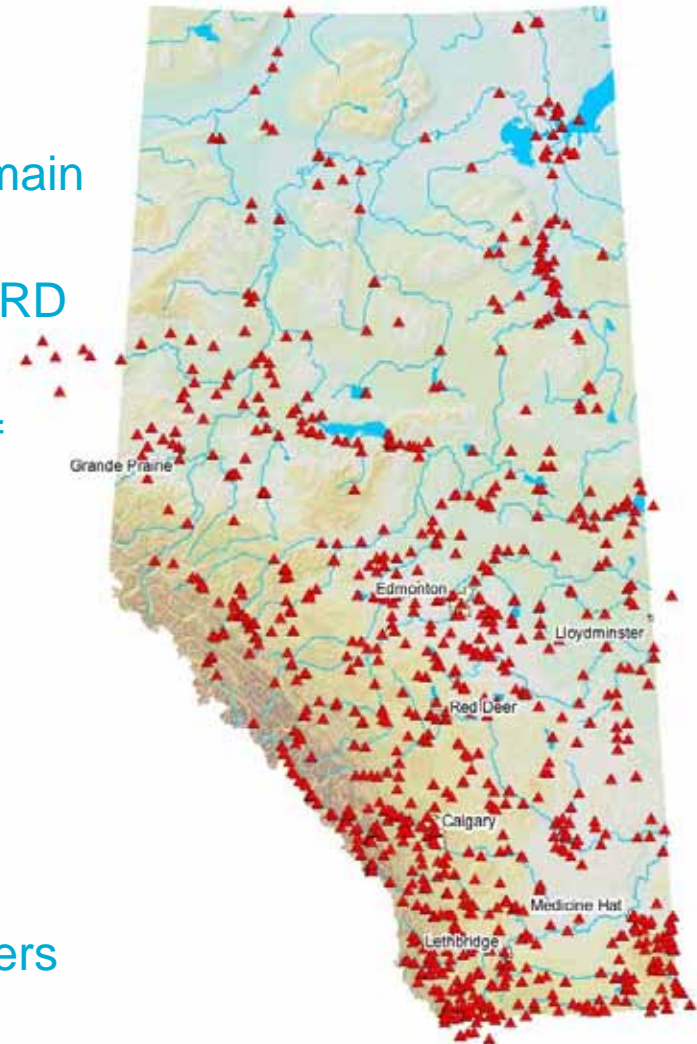 main
RD
Grande Prairie
Edmonton
Lloydminster
Red Deer
Calgary
Medicine Hat
Lethbridge
ers